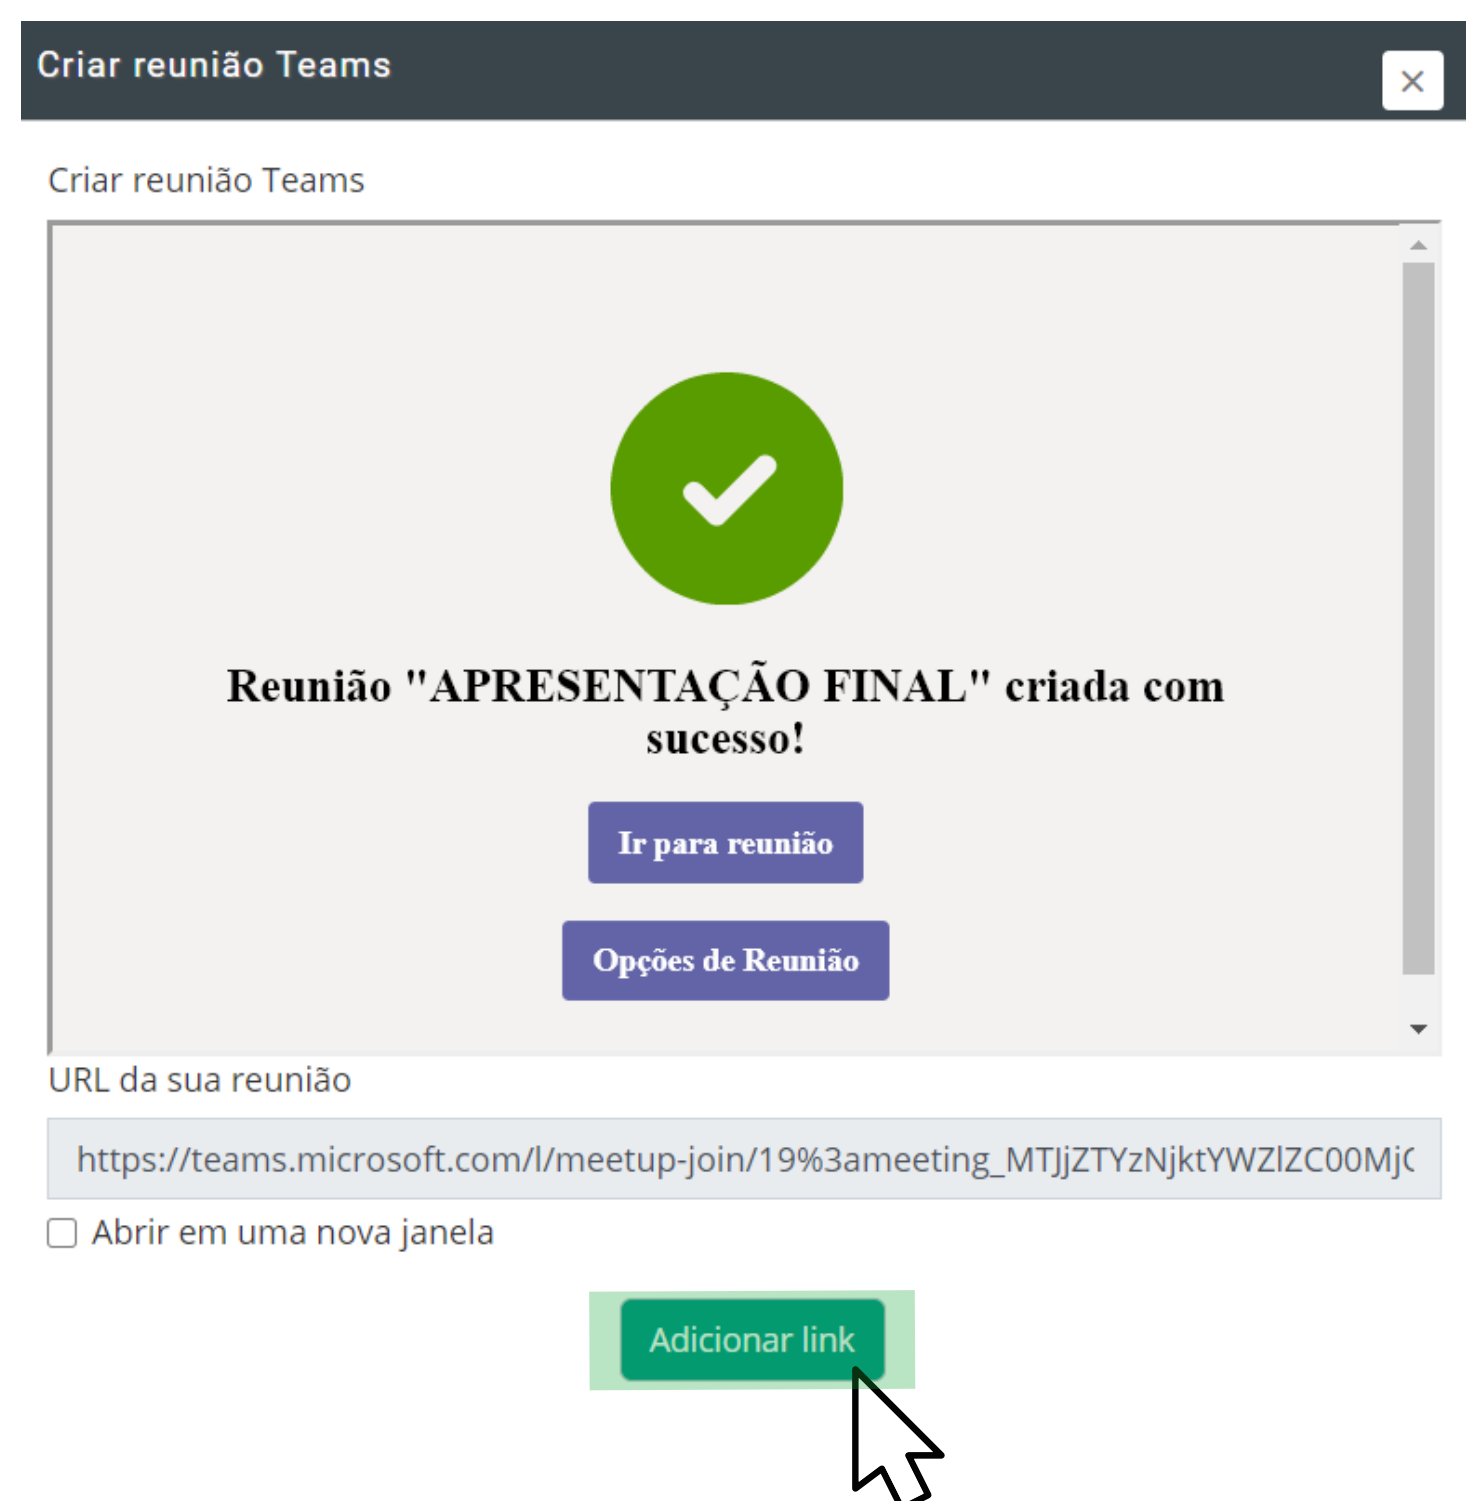 Criar reunião Teams
Criar reunião Teams
Reunião "APRESENTAÇÃO FINAL" criada com
sucesso!
Ir para reunião
Opções de Reunião
URL da sua reunião
https://teams.microsoft.com/l/meetup-join/19%3ameeting_MTJjZTYzNjktYWZlZC00Mj
Abrir em uma nova janela
Adicionar link